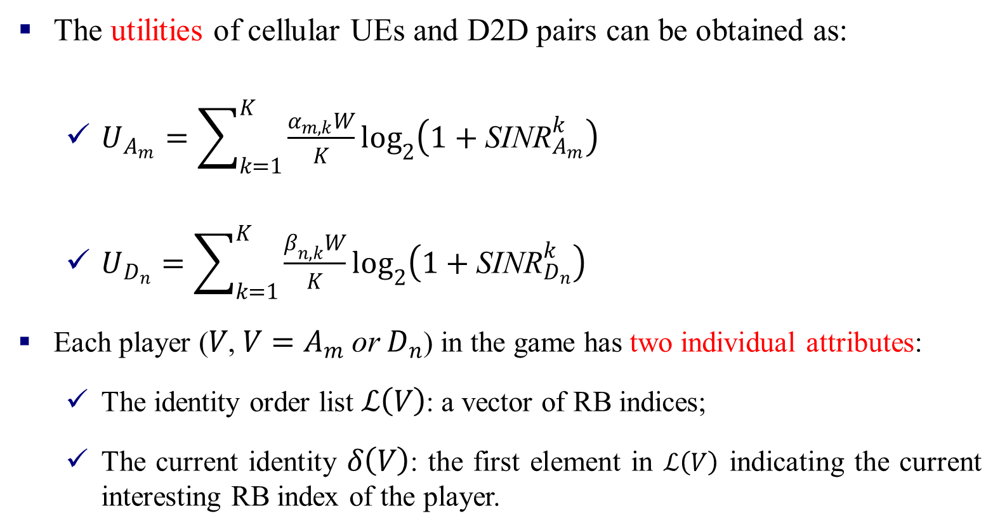 ▪ The utilities of cellular UEs and D2D pairs can be obtained as:
✓ $U_{A_m} = \sum_{k=1}^{K} \frac{\alpha_{m,k} W}{K} \log_2 \left(1 + SINR_{A_m}^{k}\right)$
✓ $U_{D_n} = \sum_{k=1}^{K} \frac{\beta_{n,k} W}{K} \log_2 \left(1 + SINR_{D_n}^{k}\right)$
▪ Each player ($V, V = A_m \text{ or } D_n$) in the game has two individual attributes:
✓ The identity order list $\mathcal{L}(V)$: a vector of RB indices;
✓ The current identity $\delta(V)$: the first element in $\mathcal{L}(V)$ indicating the current
interesting RB index of the player.